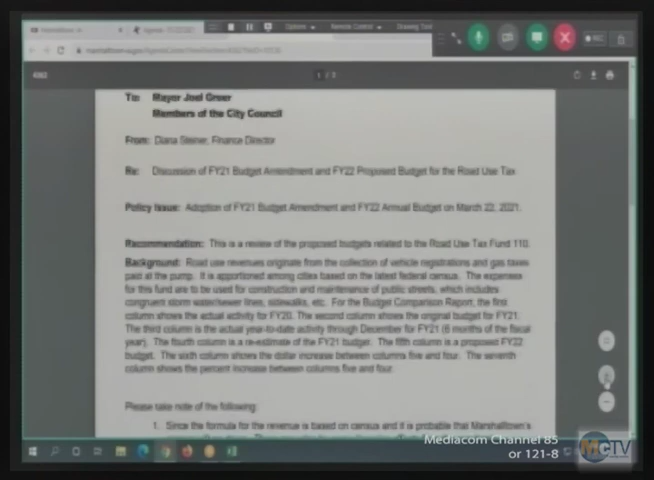 Options
Remote Control
Drawing
4362
1 / 3
To: Mayor Joel Greer
Members of the City Council
From: Diana Steiner, Finance Director
Re: Discussion of FY21 Budget Amendment and FY22 Proposed Budget for the Road Use Tax
Policy Issue: Adoption of FY21 Budget Amendment and FY22 Annual Budget on March 22, 2021.
Recommendation: This is a review of the proposed budgets related to the Road Use Tax Fund 110.
Background: Road use revenues originate from the collection of vehicle registrations and gas taxes
paid at the pump. It is apportioned among cities based on the latest federal census. The expenses
for this fund are to be used for construction and maintenance of public streets, which includes
congruent storm water/sewer lines, sidewalks, etc. For the Budget Comparison Report, the first
column shows the actual activity for FY20. The second column shows the original budget for FY21.
The third column is the actual year-to-date activity through December for FY21 (6 months of the fiscal
year). The fourth column is a re-estimate of the FY21 budget. The fifth column is a proposed FY22
budget. The sixth column shows the dollar increase between columns five and four. The seventh
column shows the percent increase between columns five and four.
Please take note of the following:
1. Since the formula for the revenue is based on census and it is probable that Marshalltown's
Mediacom Channel 85
or 121-8
MCTV